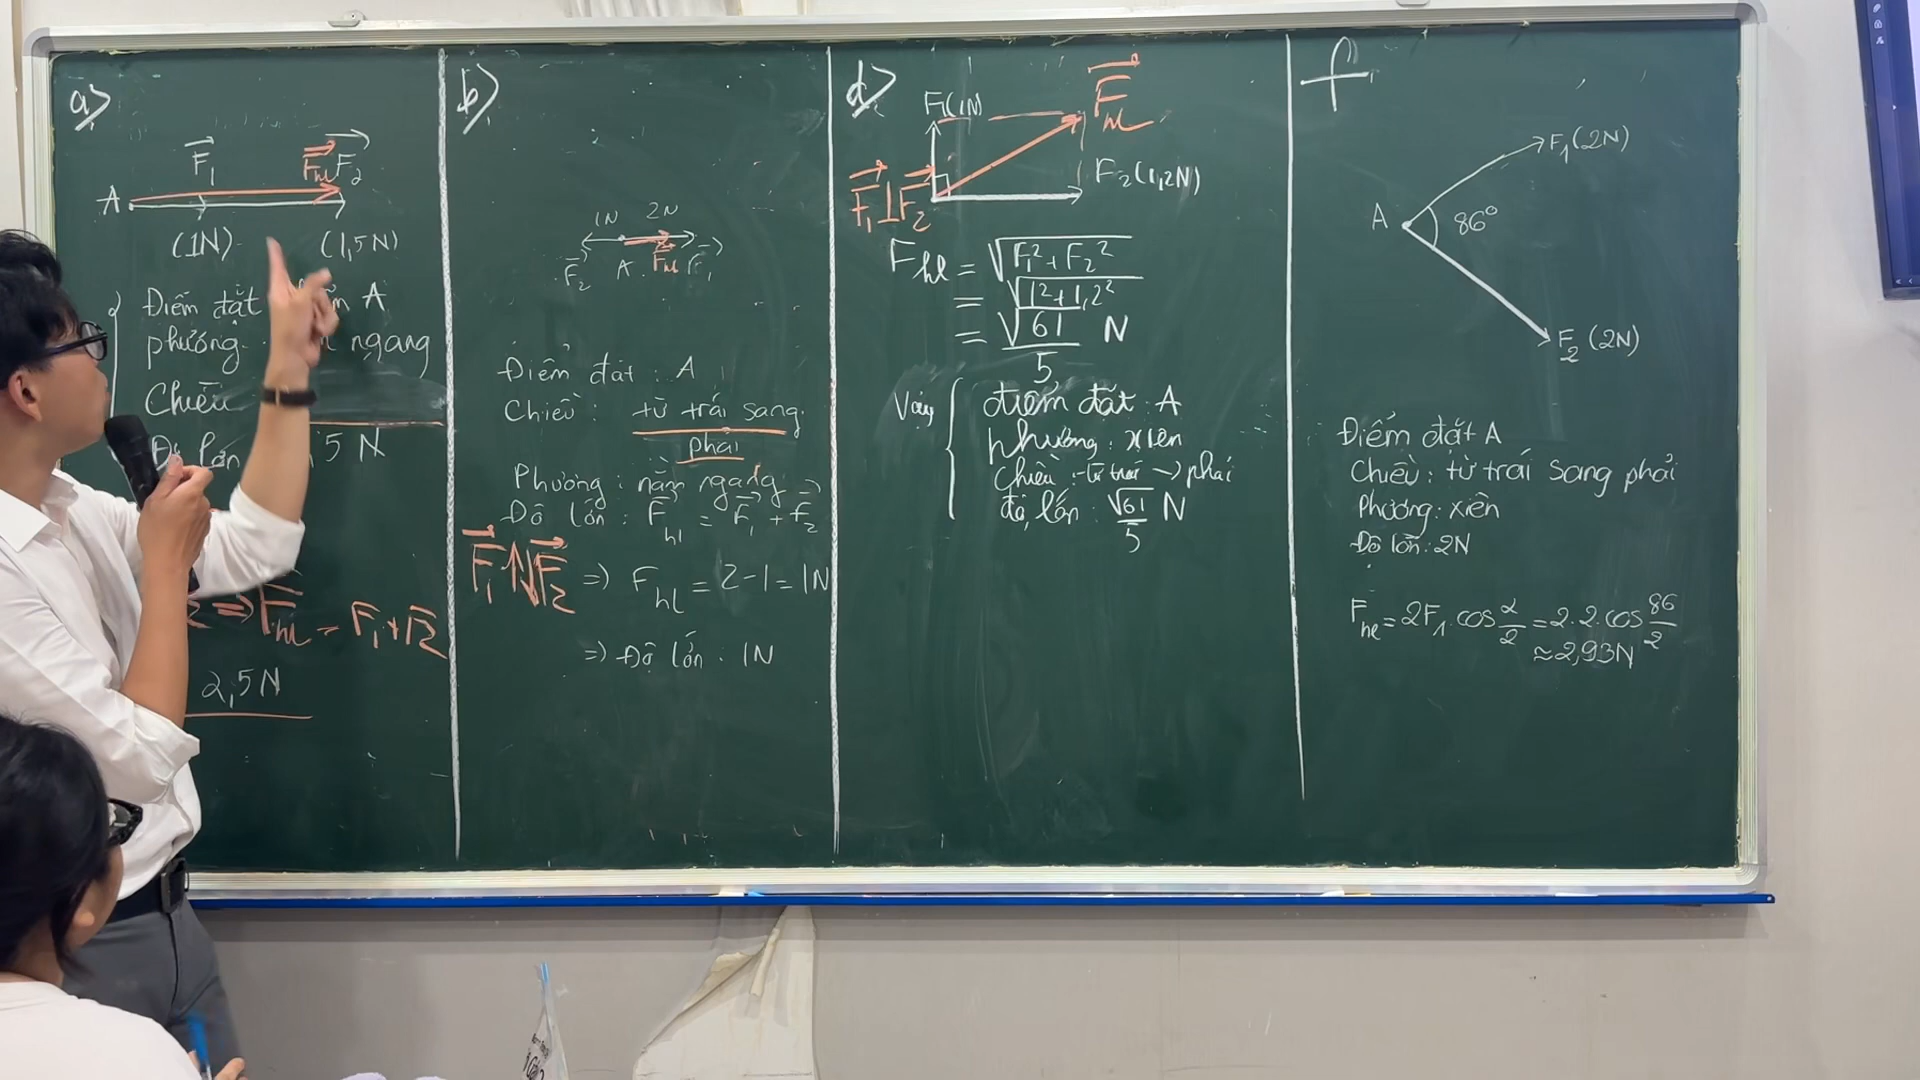 a)
F₁
Fhl F₂
A
(1N) (1,5N)
Điểm đặt A
phương ngang
Chiều
Độ lớn 5 N
⇒ Fhl = F₁ + F₂
2,5N
b)
1N 2N
F₂ A Fhl F₁
Điểm đặt : A
Chiều : từ trái sang
phải
Phương : nằm ngang
Độ lớn : Fhl = F₁ + F₂
F₁ ↑↓ F₂ => Fhl = 2-1 = 1N
=> Độ lớn : 1N
d)
F₁(1N) Fhl
F₁ ⊥ F₂ F₂(1,2N)
Fhl = √F₁² + F₂²
= √1² + 1,2²
= √61/5 N
Vậy điểm đặt : A
phương : xiên
Chiều : từ trái → phải
độ lớn : √61/5 N
f
F₁(2N)
A 86°
F₂ (2N)
Điểm đặt A
Chiều : từ trái sang phải
Phương: xiên
Độ lớn: 2N
Fhl = 2F₁.cos α/2 = 2.2.cos 86/2
≈2,93N